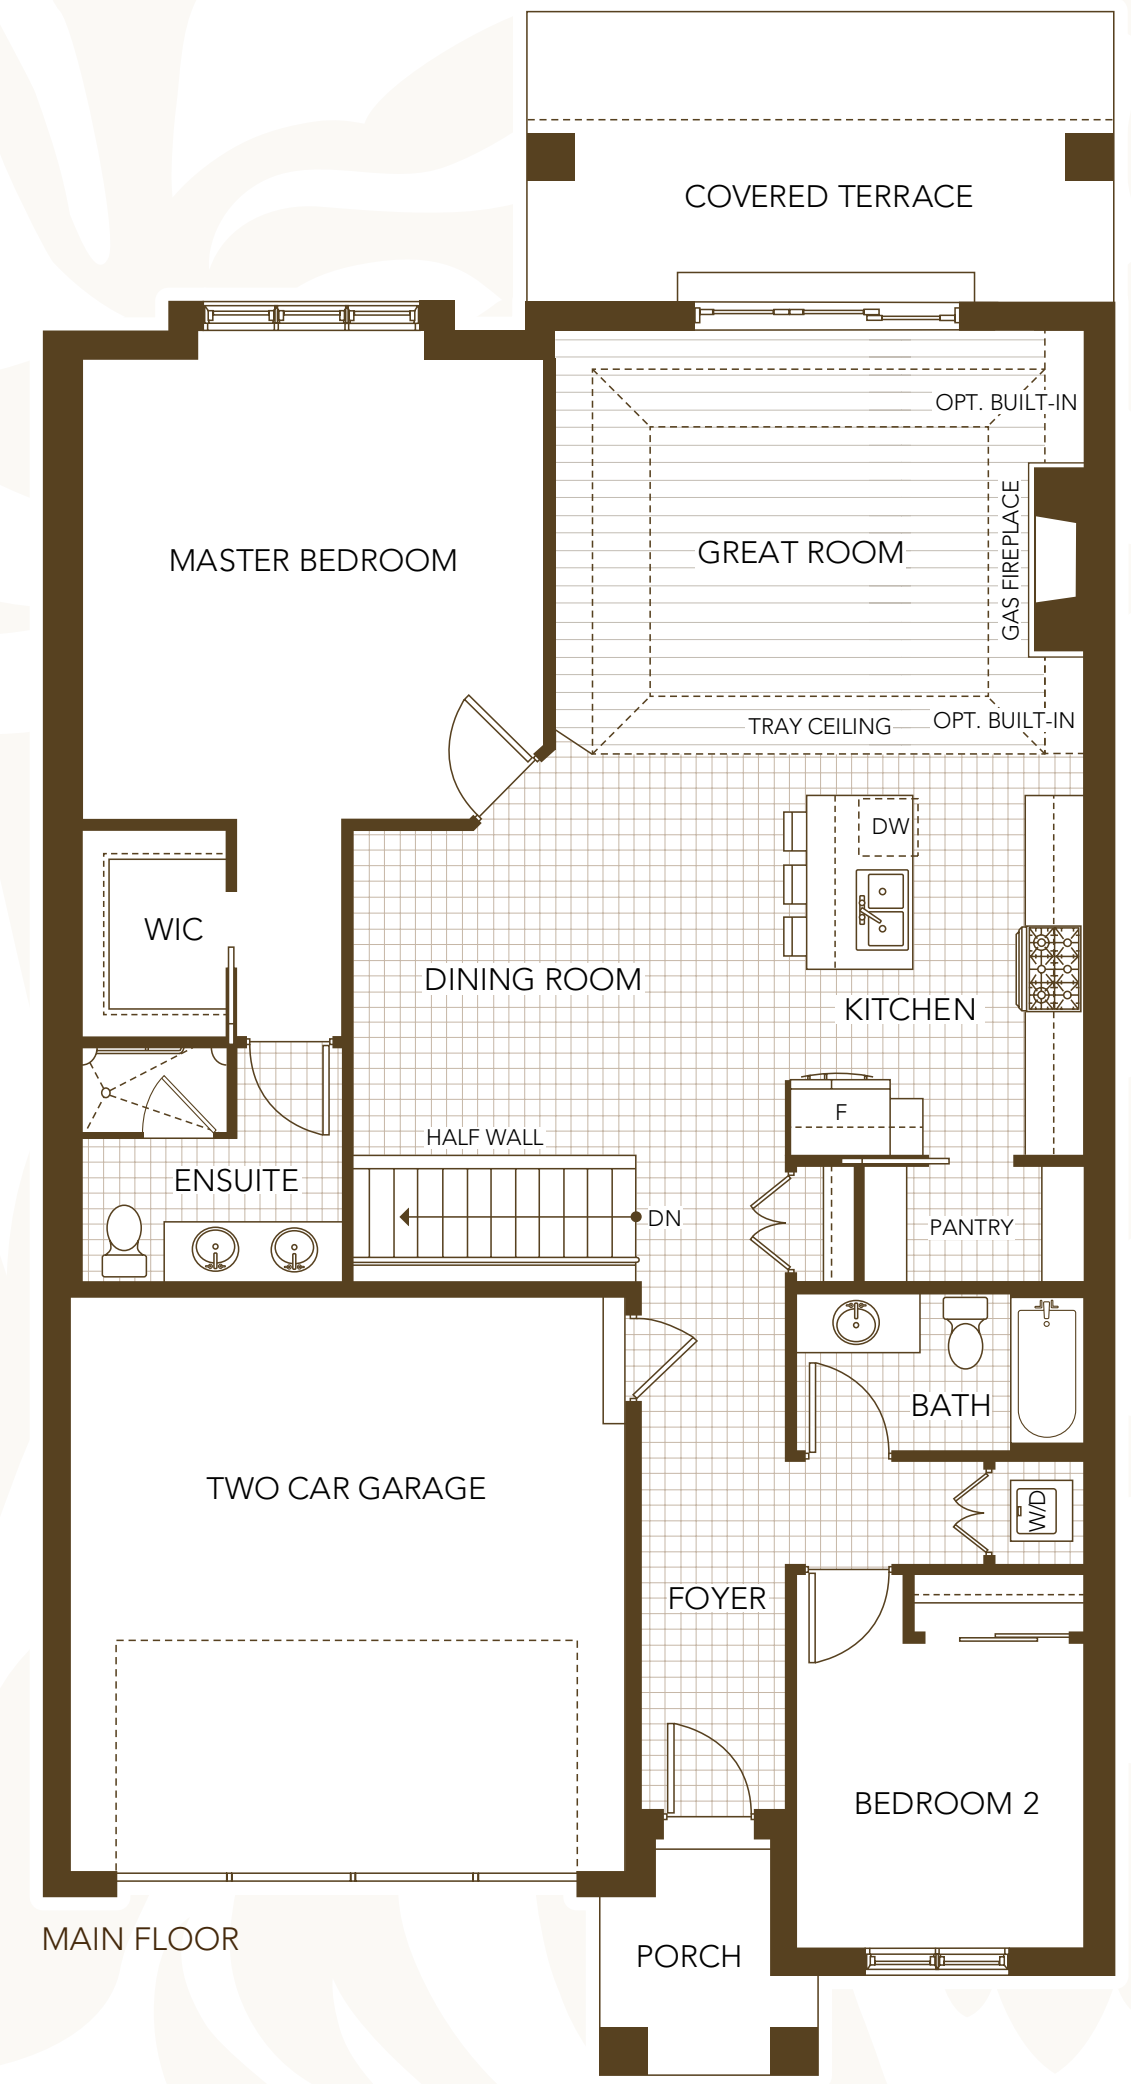 COVERED TERRACE
OPT. BUILT-IN
GAS FIREPLACE
GREAT ROOM
MASTER BEDROOM
TRAY CEILING
OPT. BUILT-IN
DW
WIC
DINING ROOM
KITCHEN
F
HALF WALL
ENSUITE
DN
PANTRY
BATH
TWO CAR GARAGE
W/D
FOYER
BEDROOM 2
MAIN FLOOR
PORCH